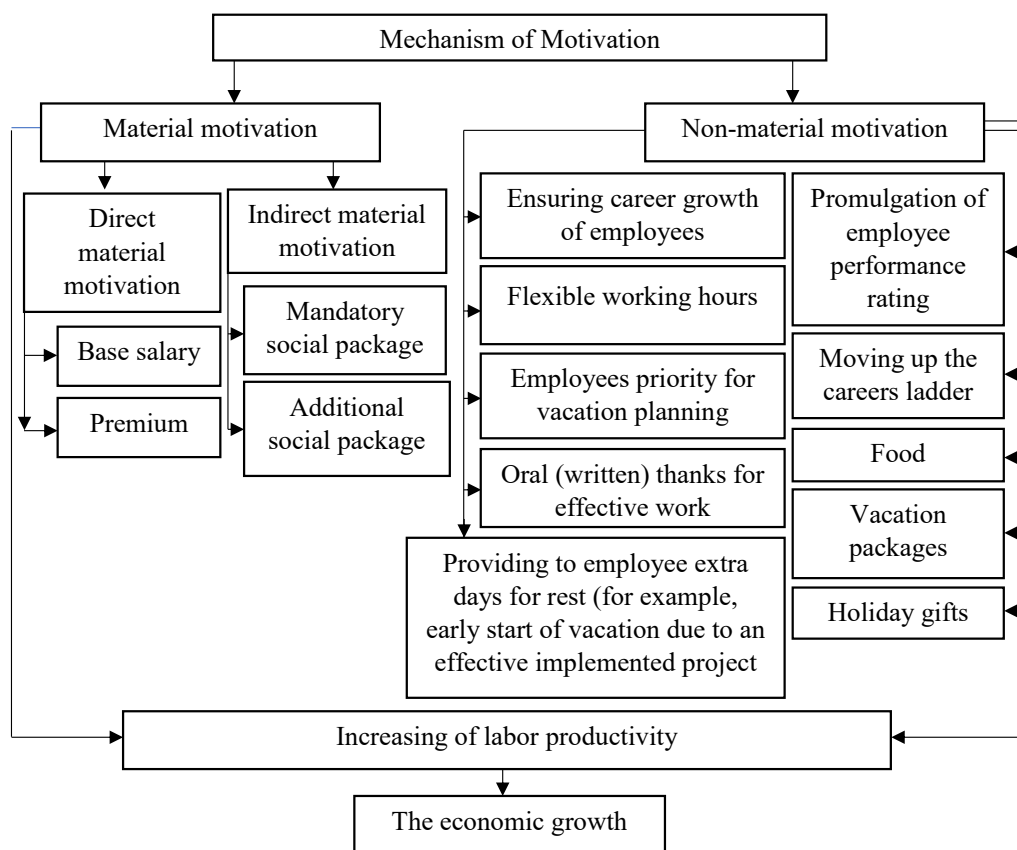 Mechanism of Motivation
Material motivation
Non-material motivation
Direct
material
motivation
Indirect material
motivation
Base salary
Premium
Mandatory
social package
Additional
social package
Ensuring career growth
of employees
Flexible working hours
Employees priority for
vacation planning
Oral (written) thanks for
effective work
Providing to employee extra
days for rest (for example,
early start of vacation due to an
effective implemented project
Promulgation of
employee
performance
rating
Moving up the
careers ladder
Food
Vacation
packages
Holiday gifts
Increasing of labor productivity
The economic growth